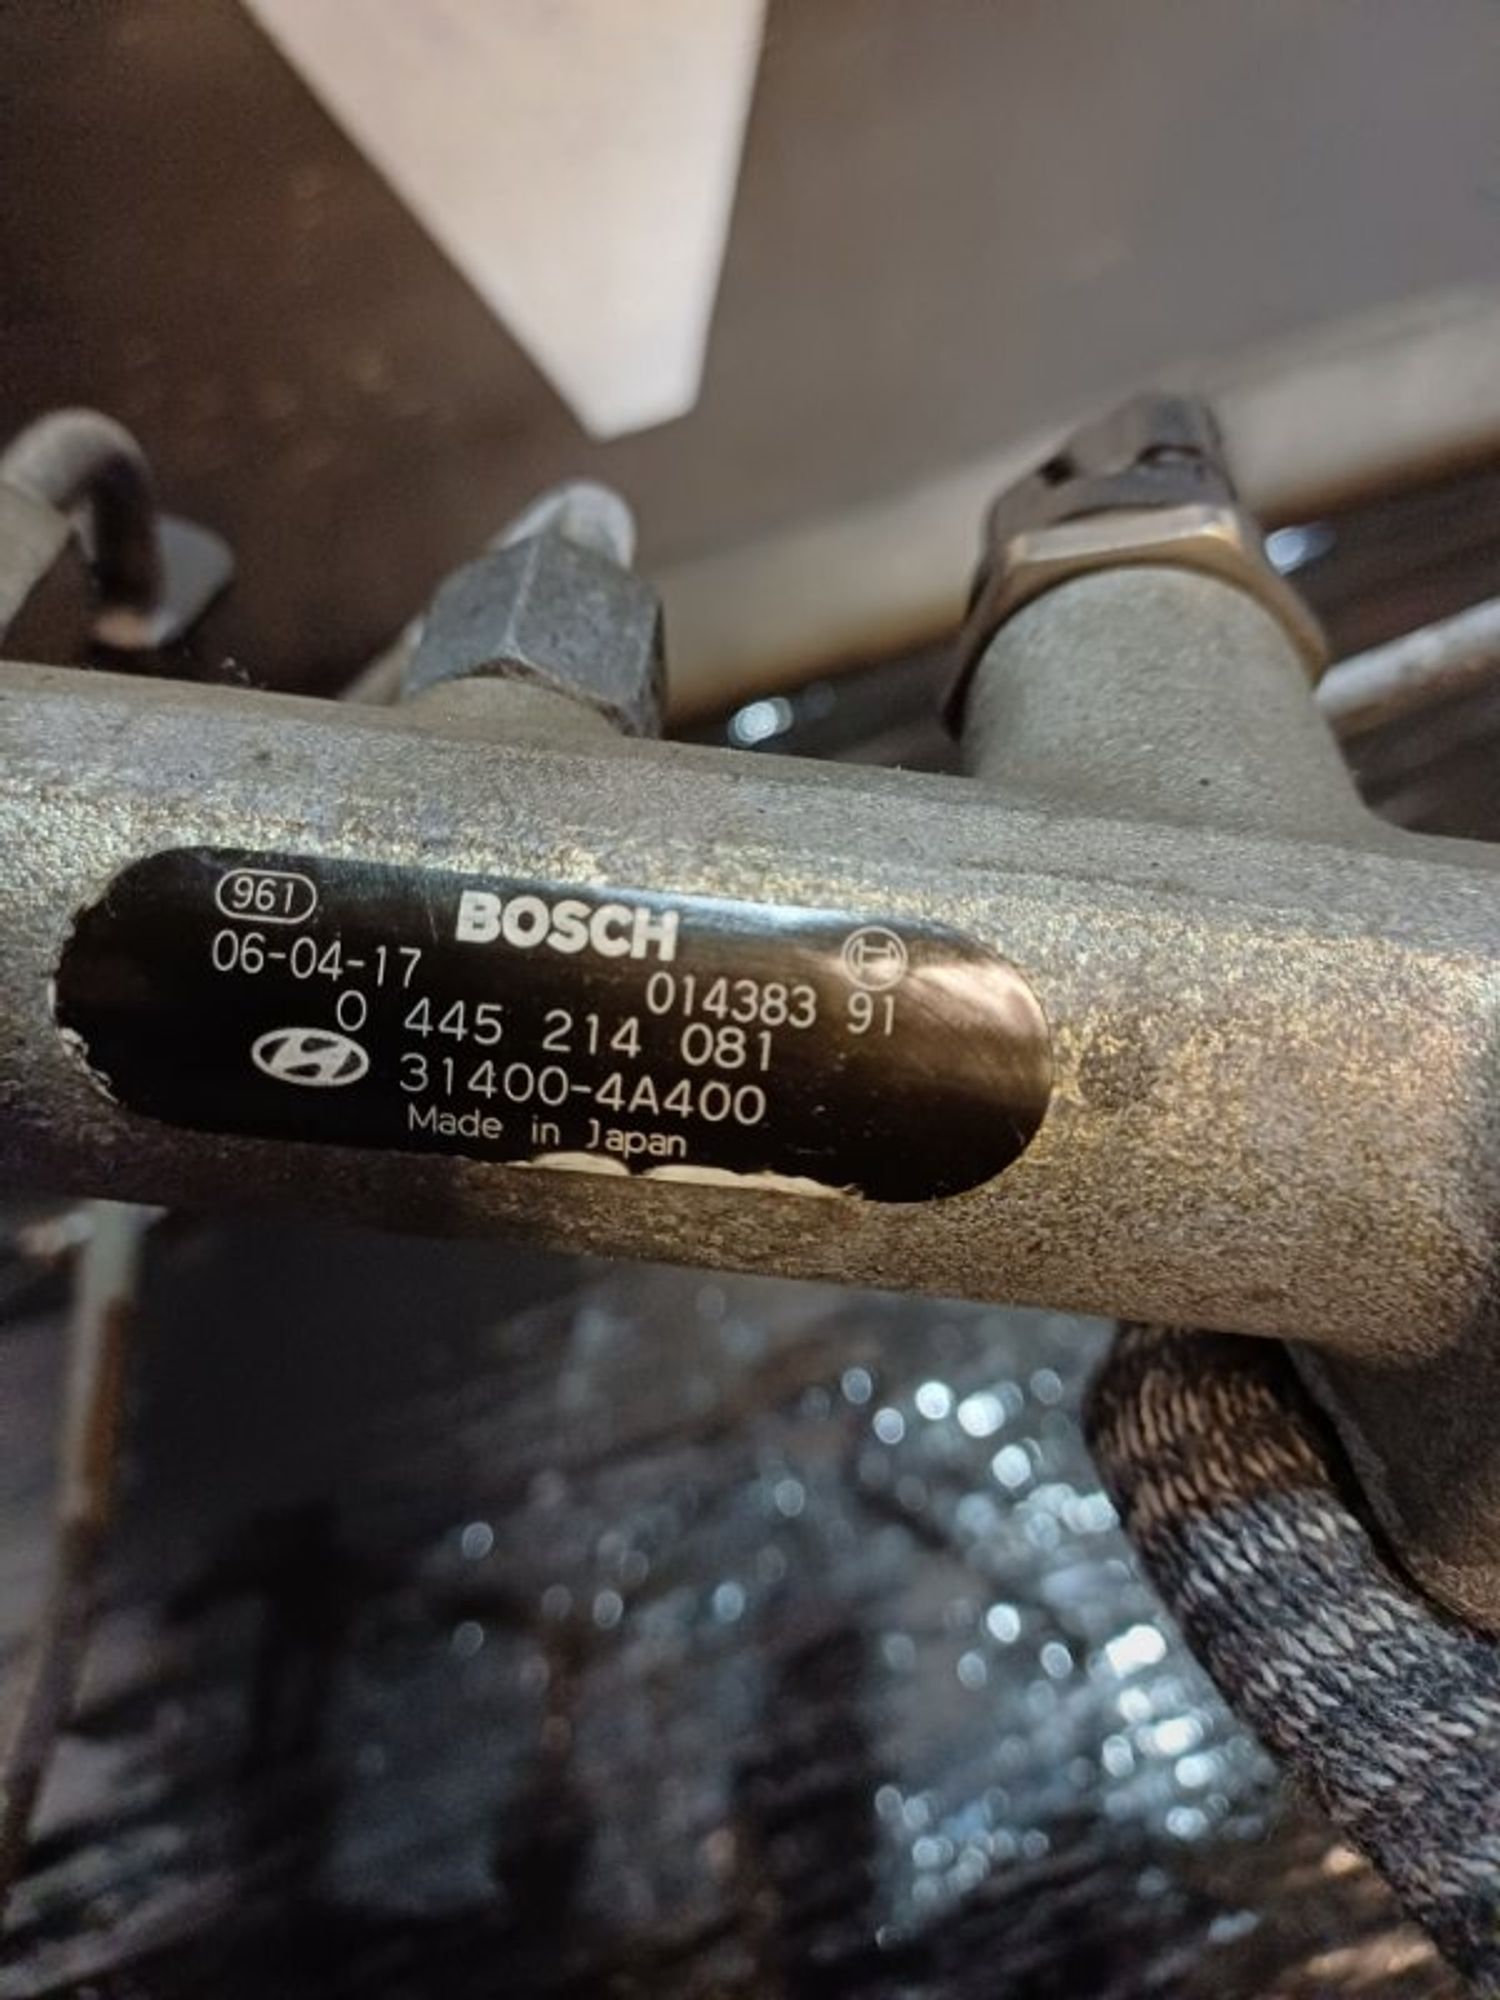 961
BOSCH
06-04-17
014383 91
0 445 214 081
31400-4A400
Made in Japan